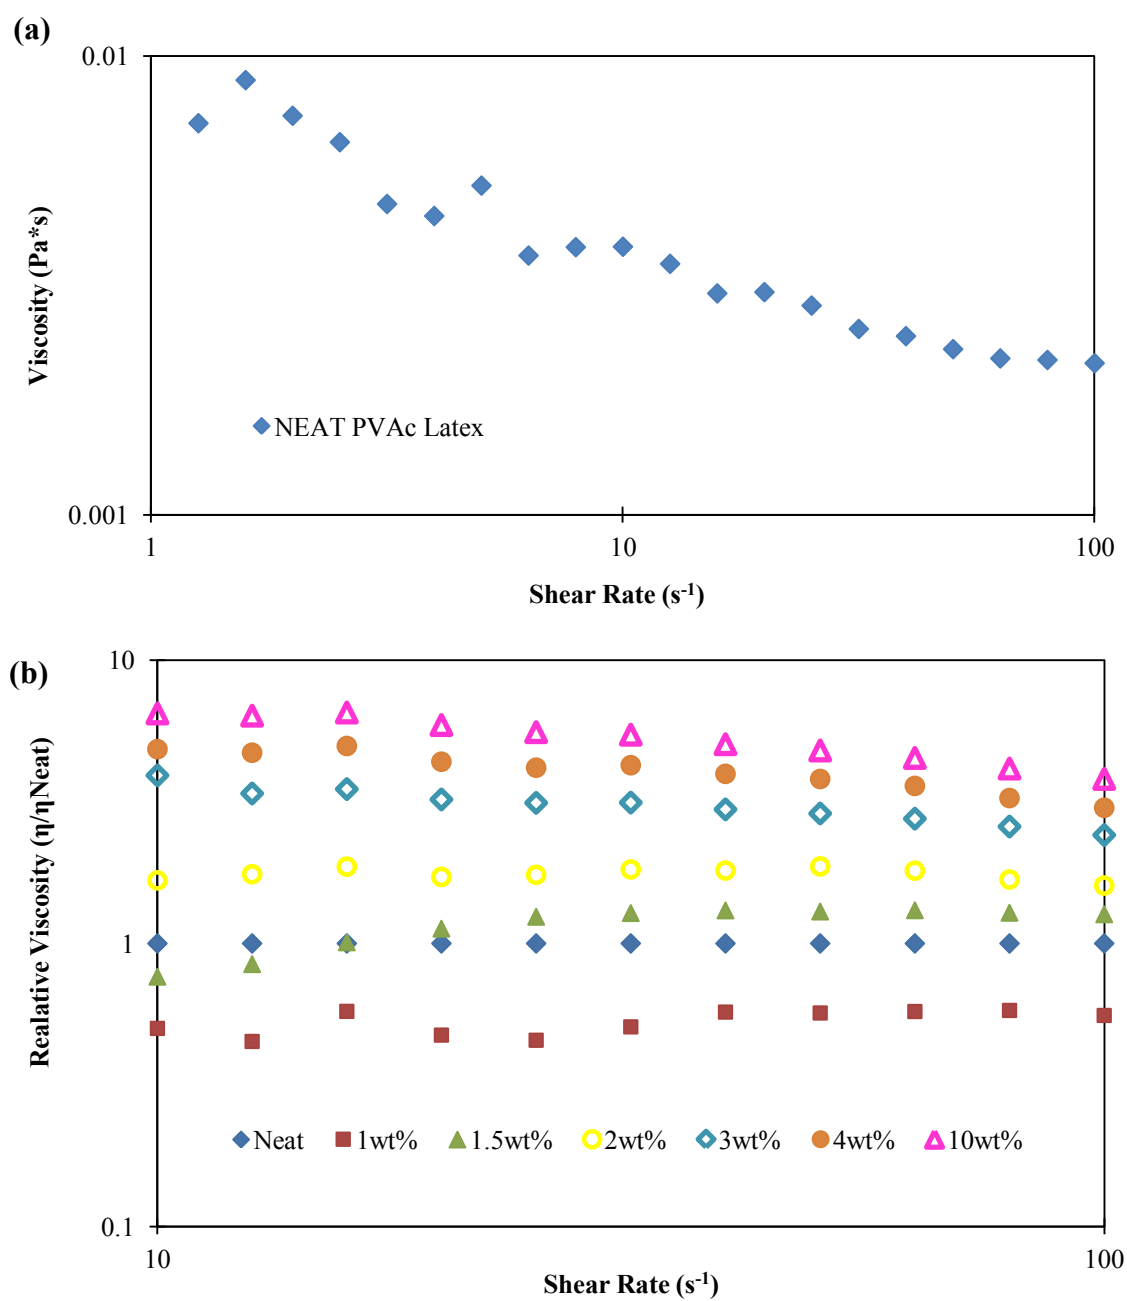 (a)
0.01
Viscosity (Pa*s)
NEAT PVAc Latex
0.001
1 10 100
Shear Rate (s⁻¹)
(b)
10
Realative Viscosity (η/ηNeat)
1
Neat 1wt% 1.5wt% 2wt% 3wt% 4wt% 10wt%
0.1
10 100
Shear Rate (s⁻¹)